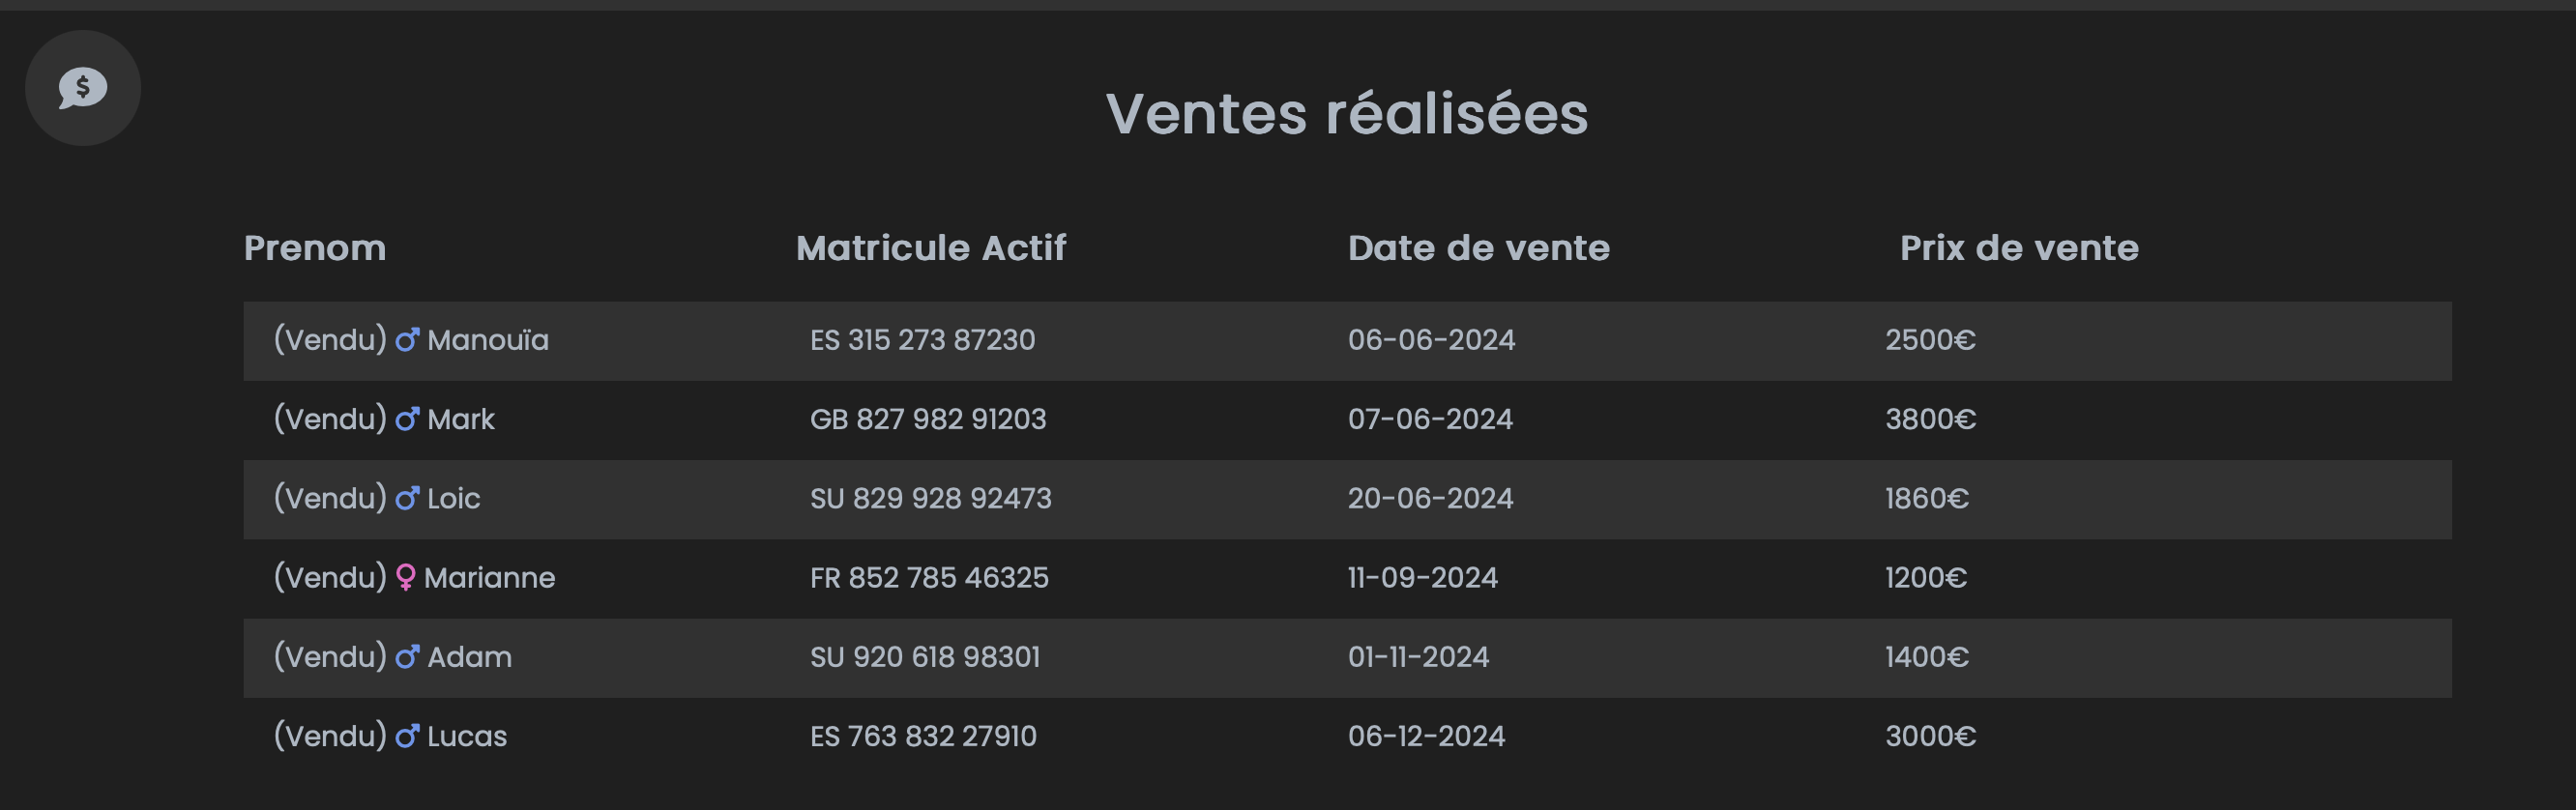 $
Ventes réalisées
Prenom Matricule Actif Date de vente Prix de vente
(Vendu) ♂ Manouïa ES 315 273 87230 06-06-2024 2500€
(Vendu) ♂ Mark GB 827 982 91203 07-06-2024 3800€
(Vendu) ♂ Loic SU 829 928 92473 20-06-2024 1860€
(Vendu) ♀ Marianne FR 852 785 46325 11-09-2024 1200€
(Vendu) ♂ Adam SU 920 618 98301 01-11-2024 1400€
(Vendu) ♂ Lucas ES 763 832 27910 06-12-2024 3000€